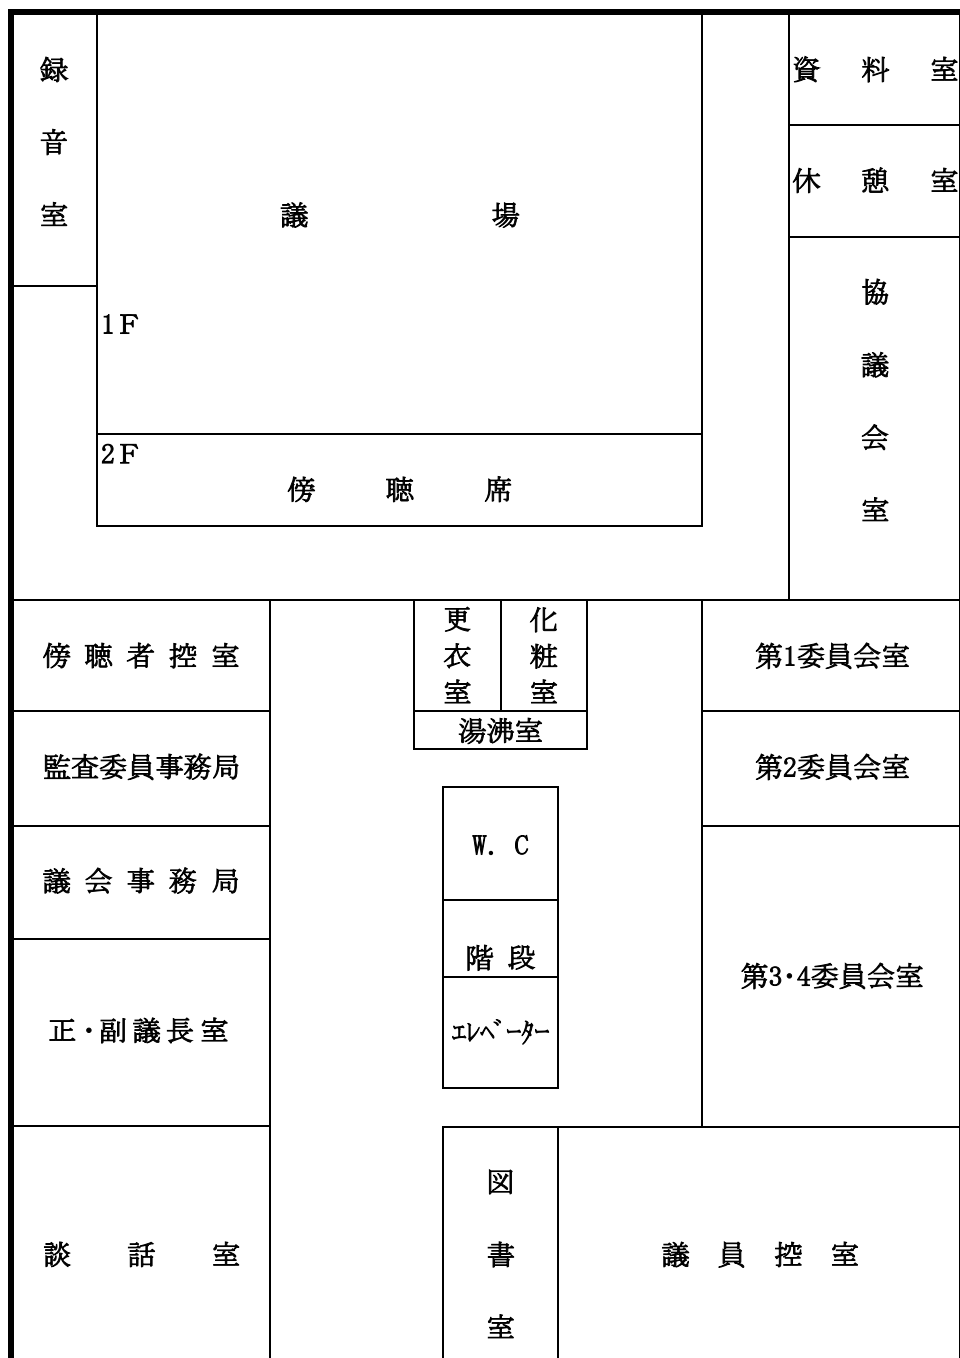 録音室
議場
1F
2F
傍聴席
資料室
休憩室
協議会室
傍聴者控室
更衣室
化粧室
湯沸室
第1委員会室
監査委員事務局
第2委員会室
W.C
議会事務局
階段
第3・4委員会室
正・副議長室
エレベーター
談話室
図書室
議員控室